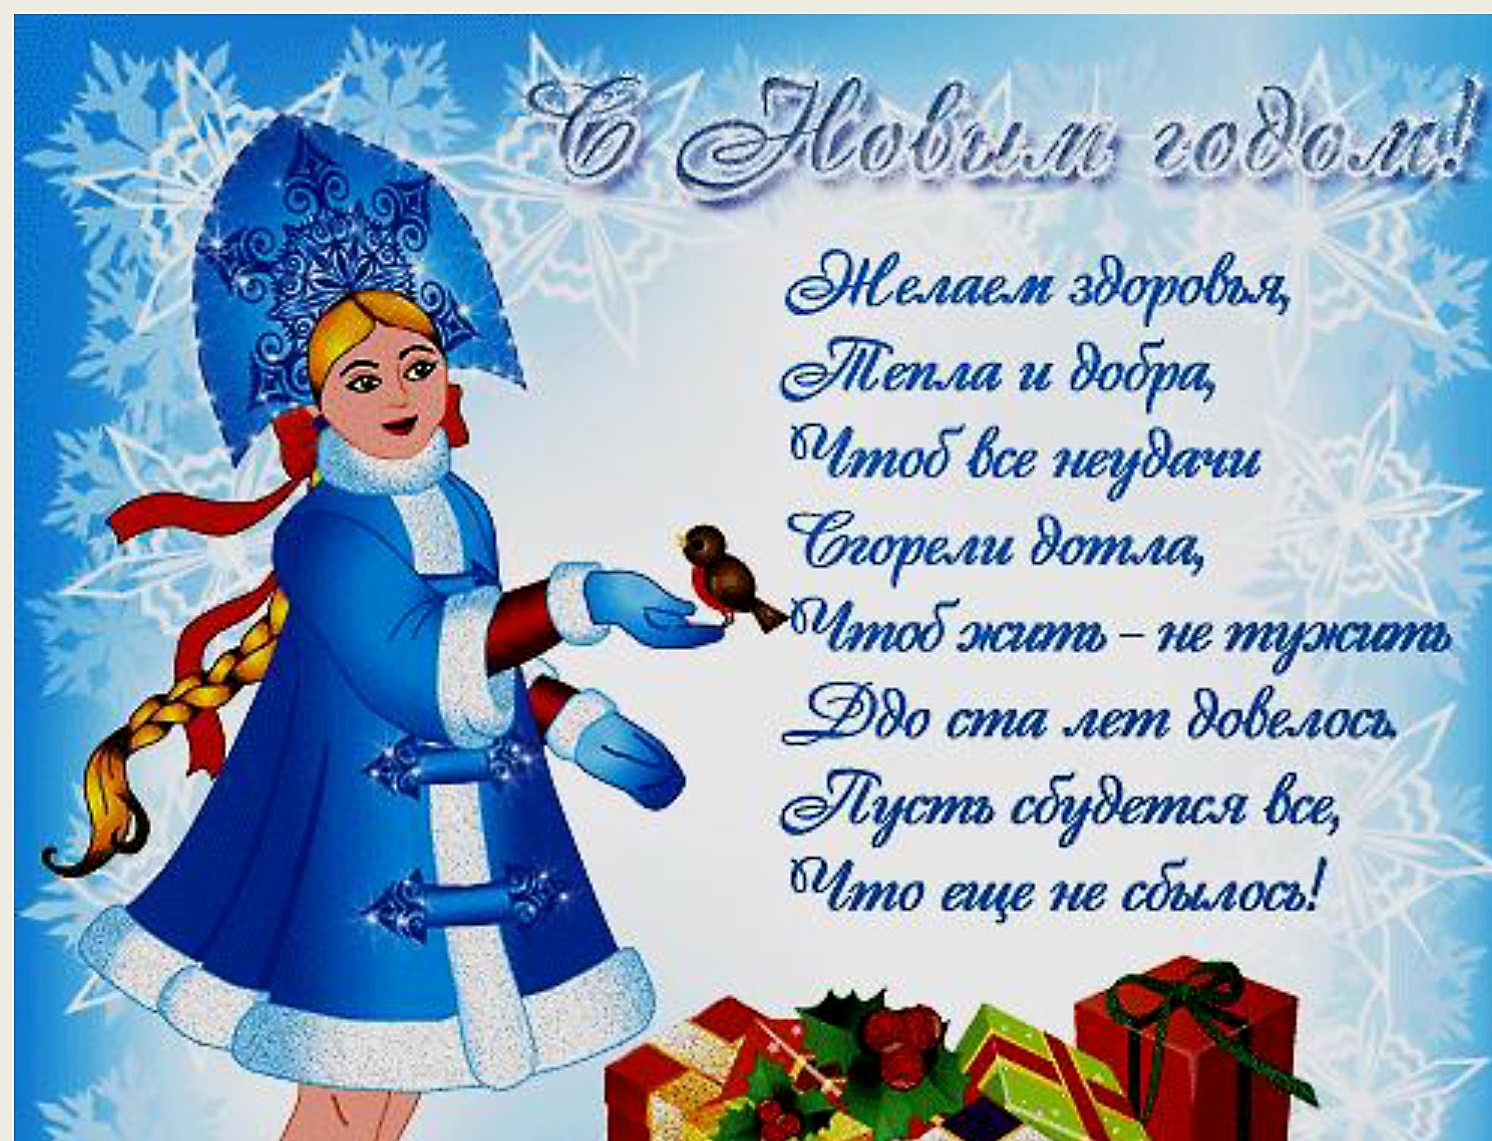 С Новым годом!
Желаем здоровья,
Тепла и добра,
Чтоб все неудачи
Сгорели дотла,
Чтоб жить – не тужить
Ддо ста лет довелось.
Пусть сбудется все,
Что еще не сбылось!